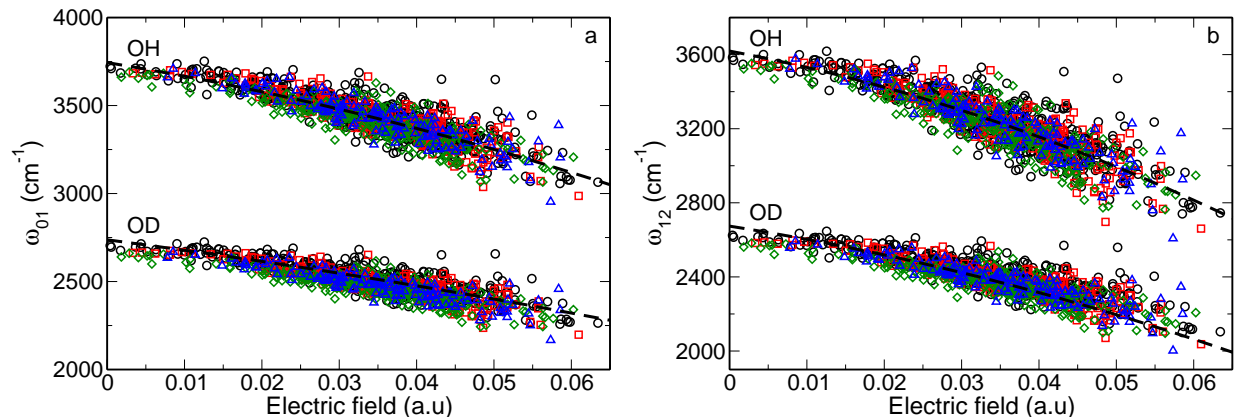 4000
3500
3000
2500
2000
ω01 (cm-1)
OH
OD
a
0 0.01 0.02 0.03 0.04 0.05 0.06
Electric field (a.u)
3600
3200
2800
2400
2000
ω12 (cm-1)
OH
OD
b
0 0.01 0.02 0.03 0.04 0.05 0.06
Electric field (a.u)